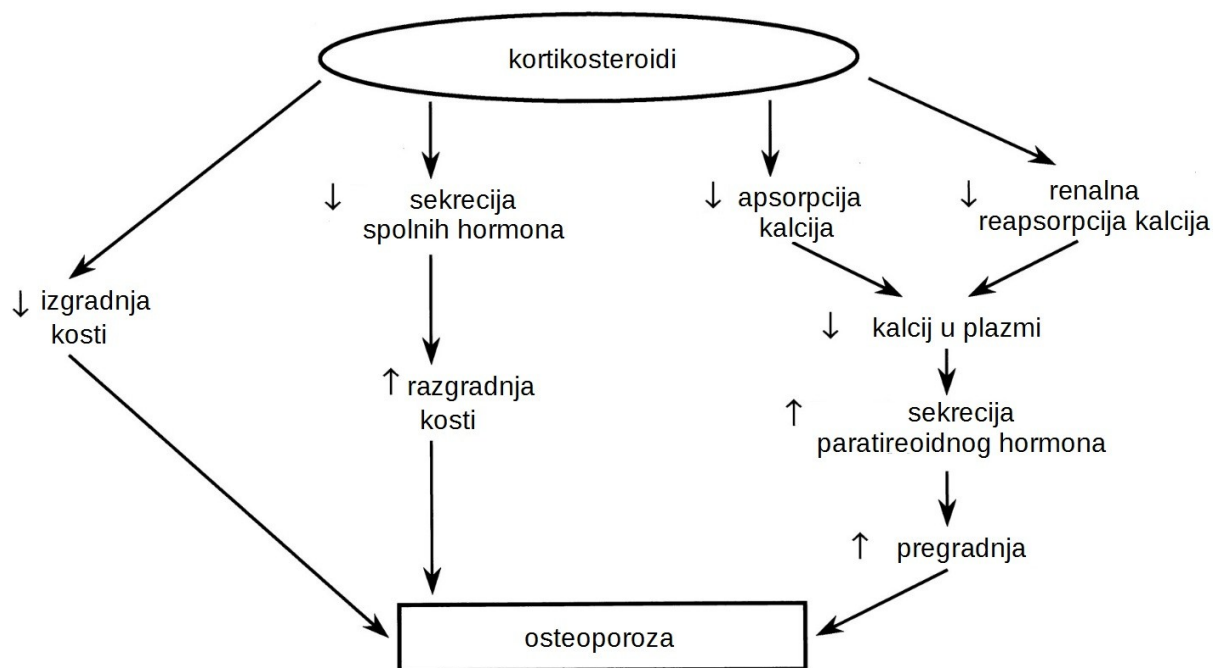 kortikosteroidi
↓ sekrecija
spolnih hormona
↓ apsorpcija
kalcija
↓ renalna
reapsorpcija kalcija
↓ izgradnja
kosti
↓ kalcij u plazmi
↑ razgradnja
kosti
↑ sekrecija
paratireoidnog hormona
↑ pregradnja
osteoporoza